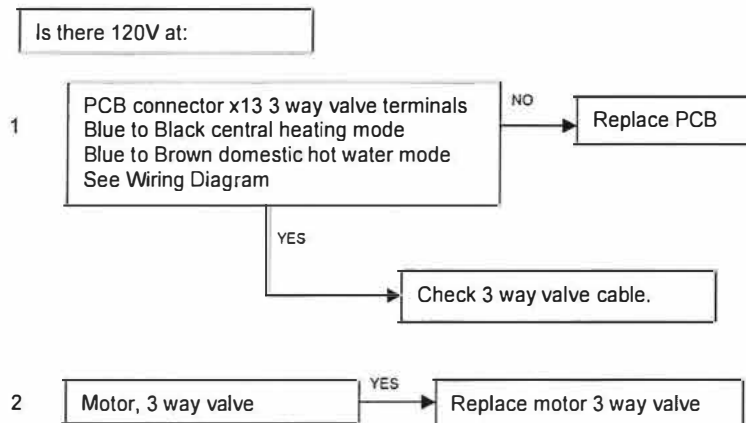 Is there 120V at:
1
PCB connector x13 3 way valve terminals
Blue to Black central heating mode
Blue to Brown domestic hot water mode
See Wiring Diagram
NO
Replace PCB
YES
Check 3 way valve cable.
2
Motor, 3 way valve
YES
Replace motor 3 way valve